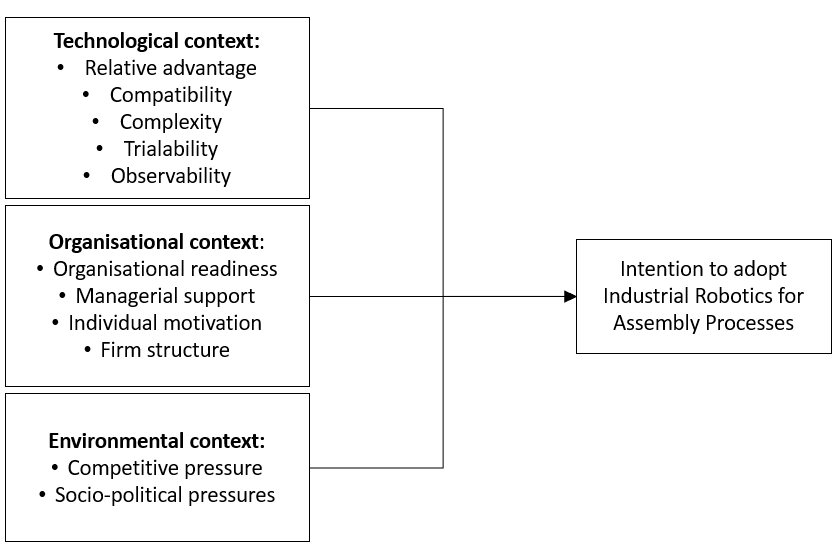 Technological context:
• Relative advantage
• Compatibility
• Complexity
• Trialability
• Observability
Organisational context:
• Organisational readiness
• Managerial support
• Individual motivation
• Firm structure
Environmental context:
• Competitive pressure
• Socio-political pressures
Intention to adopt
Industrial Robotics for
Assembly Processes